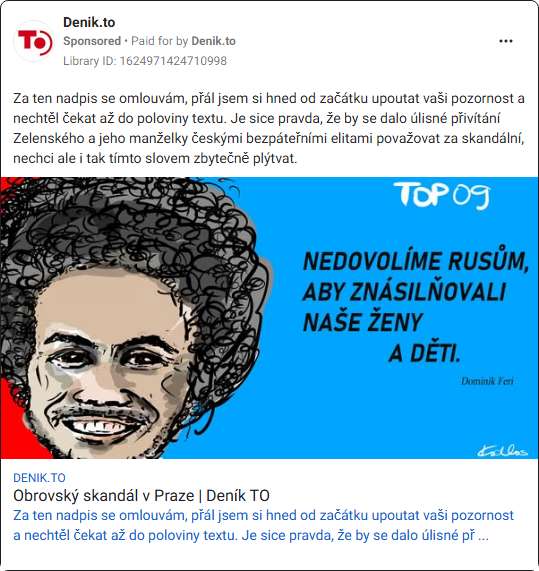 Denik.to
Sponsored • Paid for by Denik.to
Library ID: 1624971424710998
Za ten nadpis se omlouvám, přál jsem si hned od začátku upoutat vaši pozornost a
nechtěl čekat až do poloviny textu. Je sice pravda, že by se dalo úlisné přivítání
Zelenského a jeho manželky českými bezpáteřními elitami považovat za skandální,
nechci ale i tak tímto slovem zbytečně plýtvat.
TOP 09
NEDOVOLÍME RUSŮM,
ABY ZNÁSILŇOVALI
NAŠE ŽENY
A DĚTI.
Dominik Feri
DENIK.TO
Obrovský skandál v Praze | Deník TO
Za ten nadpis se omlouvám, přál jsem si hned od začátku upoutat vaši pozornost
a nechtěl čekat až do poloviny textu. Je sice pravda, že by se dalo úlisné př ...